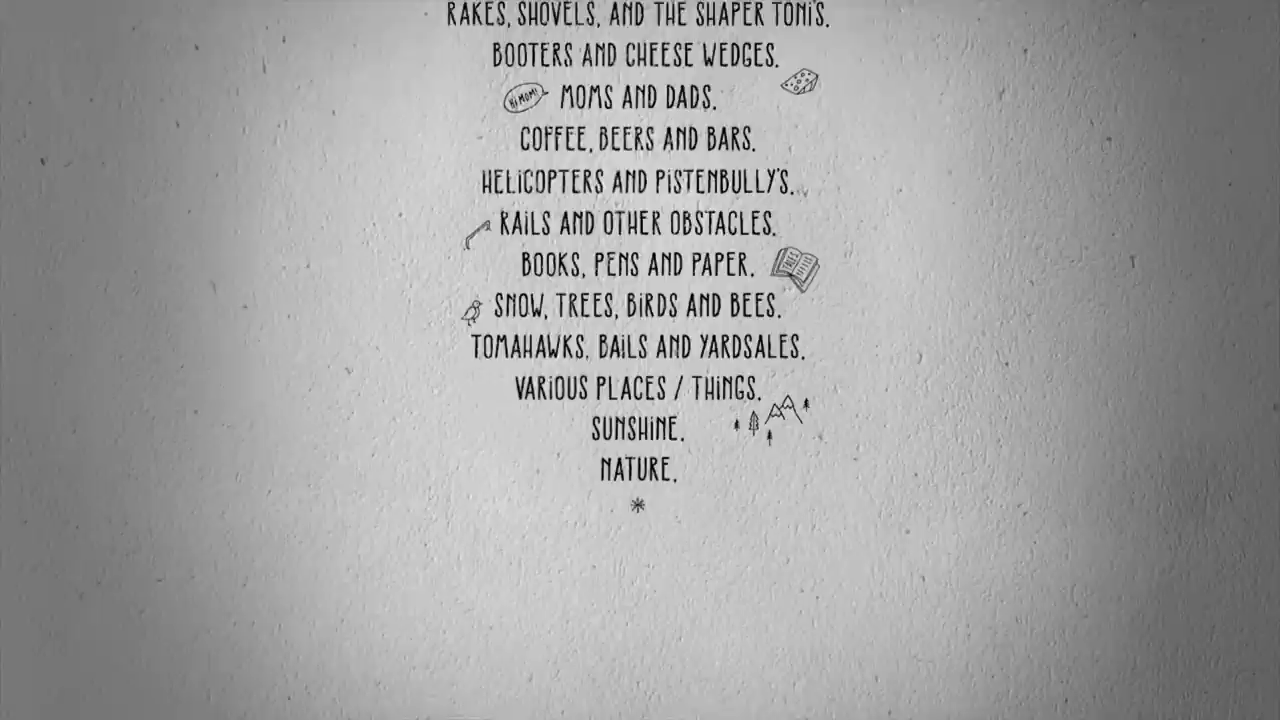 RAKES, SHOVELS, AND THE SHAPER TONI'S.
BOOTERS AND CHEESE WEDGES.
HI MOM! MOMS AND DADS.
COFFEE, BEERS AND BARS.
HELICOPTERS AND PISTENBULLY'S.
RAILS AND OTHER OBSTACLES.
BOOKS, PENS AND PAPER.
SNOW, TREES, BIRDS AND BEES.
TOMAHAWKS, BAILS AND YARDSALES.
VARIOUS PLACES / THINGS.
SUNSHINE.
NATURE.